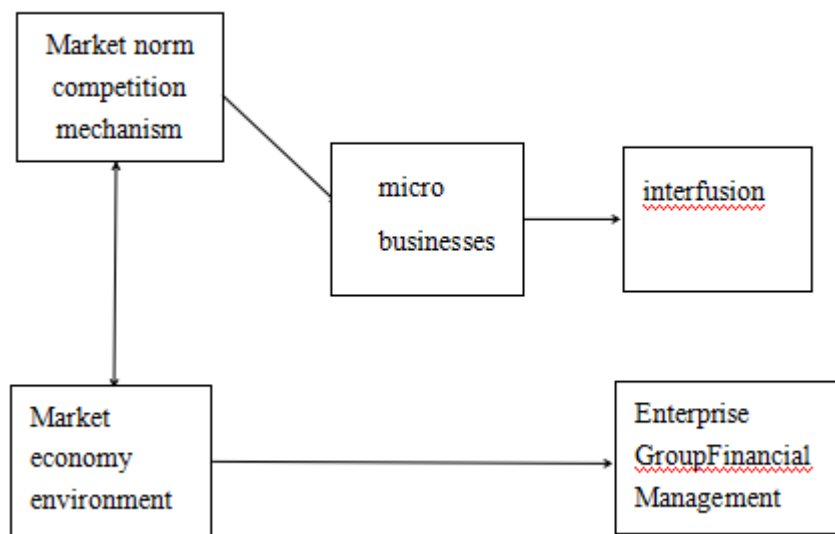 Market norm
competition
mechanism
micro
businesses
interfusion
Market
economy
environment
Enterprise
GroupFinancial
Management